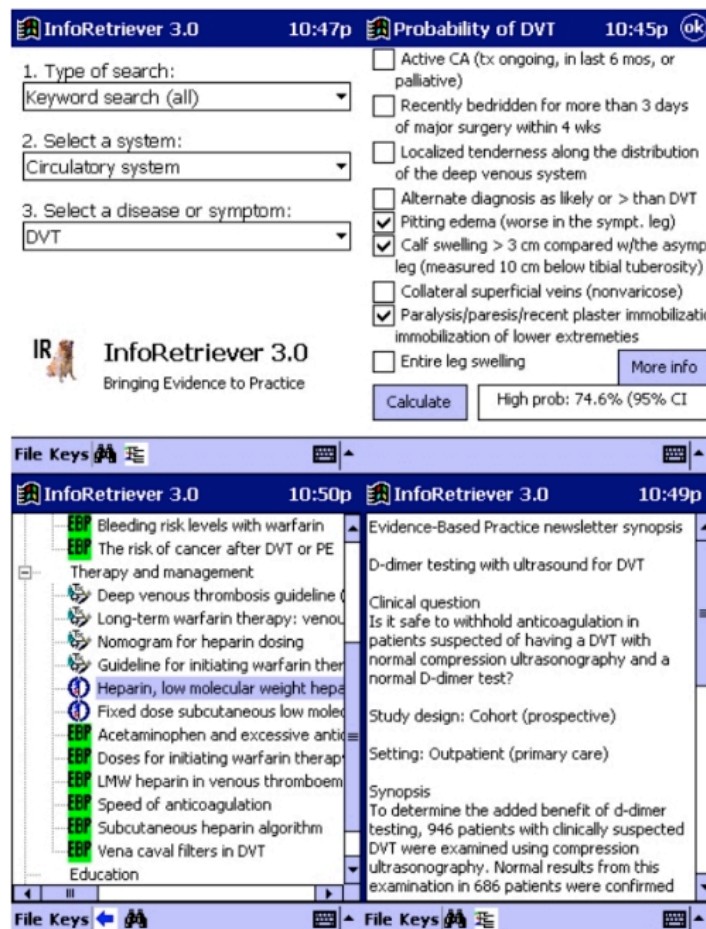 InfoRetriever 3.0 10:47p
1. Type of search:
Keyword search (all)
2. Select a system:
Circulatory system
3. Select a disease or symptom:
DVT
IR InfoRetriever 3.0
Bringing Evidence to Practice
File Keys
Probability of DVT 10:45p ok
Active CA (tx ongoing, in last 6 mos, or
palliative)
Recently bedridden for more than 3 days
of major surgery within 4 wks
Localized tenderness along the distribution
of the deep venous system
Alternate diagnosis as likely or > than DVT
Pitting edema (worse in the sympt. leg)
Calf swelling > 3 cm compared w/the asymp
leg (measured 10 cm below tibial tuberosity)
Collateral superficial veins (nonvaricose)
Paralysis/paresis/recent plaster immobilizatio
immobilization of lower extremeties
Entire leg swelling
More info
Calculate High prob: 74.6% (95% CI
InfoRetriever 3.0 10:50p
EBP Bleeding risk levels with warfarin
EBP The risk of cancer after DVT or PE
Therapy and management
Deep venous thrombosis guideline (
Long-term warfarin therapy: venou
Nomogram for heparin dosing
Guideline for initiating warfarin ther
Heparin, low molecular weight hepa
Fixed dose subcutaneous low molec
EBP Acetaminophen and excessive antic
EBP Doses for initiating warfarin therap
EBP LMW heparin in venous thromboem
EBP Speed of anticoagulation
EBP Subcutaneous heparin algorithm
EBP Vena caval filters in DVT
Education
File Keys
InfoRetriever 3.0 10:49p
Evidence-Based Practice newsletter synopsis
D-dimer testing with ultrasound for DVT
Clinical question
Is it safe to withhold anticoagulation in
patients suspected of having a DVT with
normal compression ultrasonography and a
normal D-dimer test?
Study design: Cohort (prospective)
Setting: Outpatient (primary care)
Synopsis
To determine the added benefit of d-dimer
testing, 946 patients with clinically suspected
DVT were examined using compression
ultrasonography. Normal results from this
examination in 686 patients were confirmed
File Keys